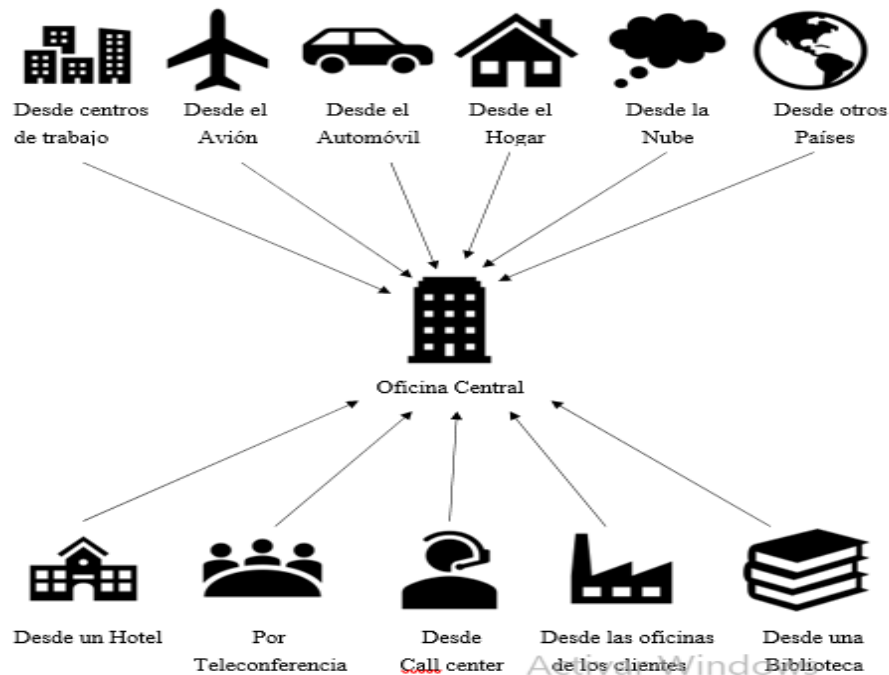 Desde centros
de trabajo
Desde el
Avión
Desde el
Automóvil
Desde el
Hogar
Desde la
Nube
Desde otros
Países
Oficina Central
Desde un Hotel
Por
Teleconferencia
Desde
Call center
Desde las oficinas
de los clientes
Desde una
Biblioteca
Activar Windows